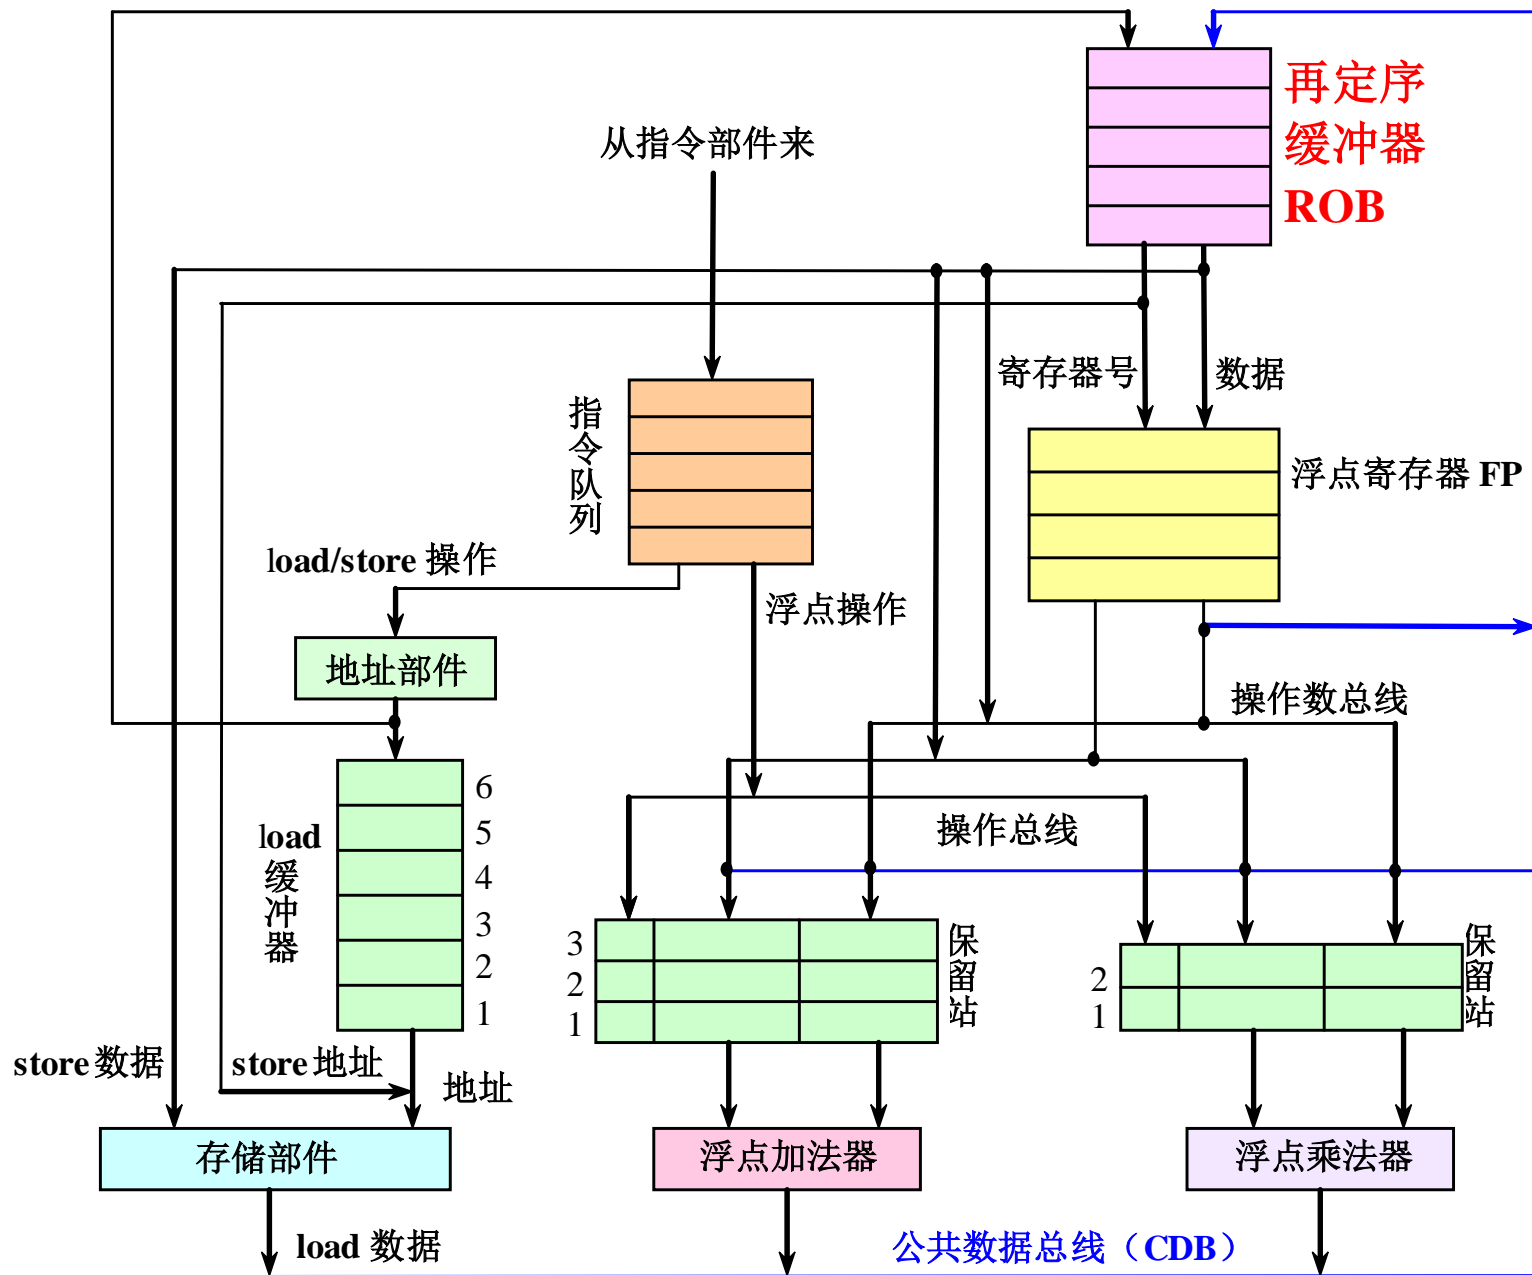 再定序
缓冲器
ROB
从指令部件来
寄存器号
数据
指令队列
浮点寄存器 FP
load/store 操作
浮点操作
地址部件
操作数总线
load
缓冲器
6
5
4
3
2
1
操作总线
3
2
1
保留站
2
1
保留站
store 数据
store 地址
地址
存储部件
浮点加法器
浮点乘法器
load 数据
公共数据总线（CDB）